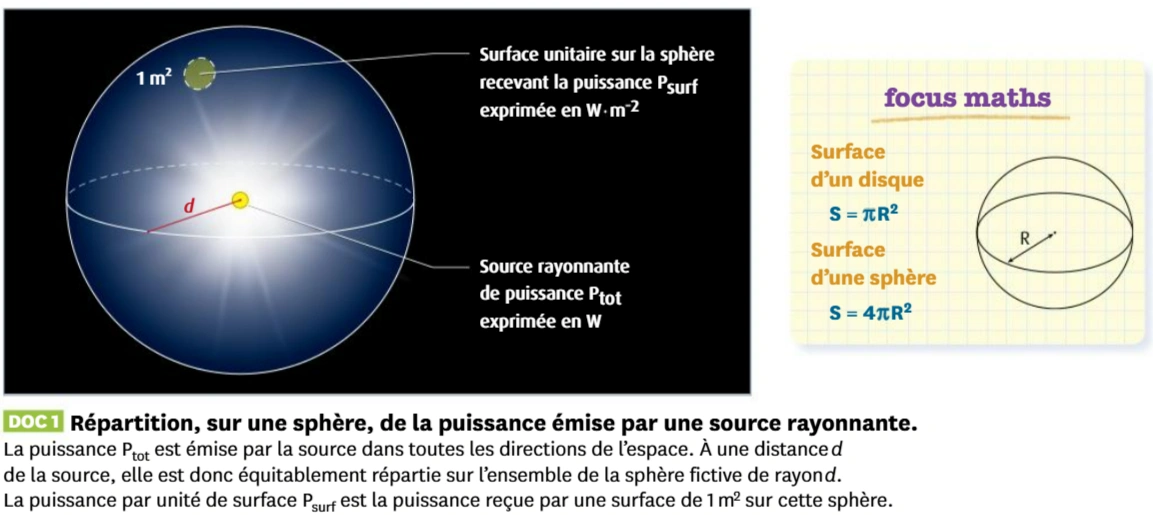 1 m²
Surface unitaire sur la sphère
recevant la puissance Psurf
exprimée en W·m⁻²
d
Source rayonnante
de puissance Ptot
exprimée en W
focus maths
Surface
d'un disque
S = πR²
Surface
d'une sphère
S = 4πR²
R
DOC 1 Répartition, sur une sphère, de la puissance émise par une source rayonnante.
La puissance Ptot est émise par la source dans toutes les directions de l'espace. À une distance d
de la source, elle est donc équitablement répartie sur l'ensemble de la sphère fictive de rayon d.
La puissance par unité de surface Psurf est la puissance reçue par une surface de 1 m² sur cette sphère.